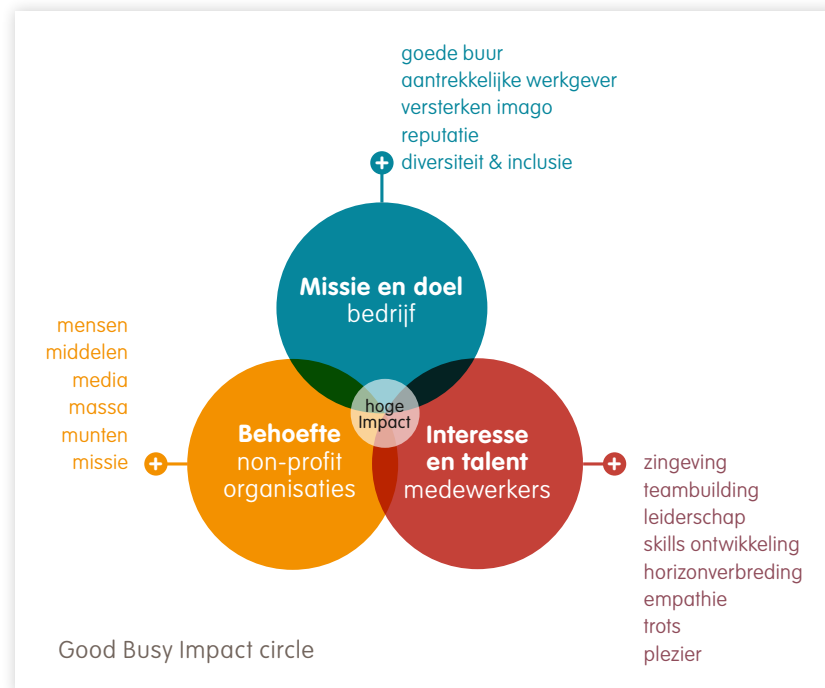 goede buur
aantrekkelijke werkgever
versterken imago
reputatie
diversiteit & inclusie
Missie en doel
bedrijf
mensen
middelen
media
massa
munten
missie
hoge
Impact
Behoefte
non-profit
organisaties
Interesse
en talent
medewerkers
zingeving
teambuilding
leiderschap
skills ontwikkeling
horizonverbreding
empathie
trots
plezier
Good Busy Impact circle